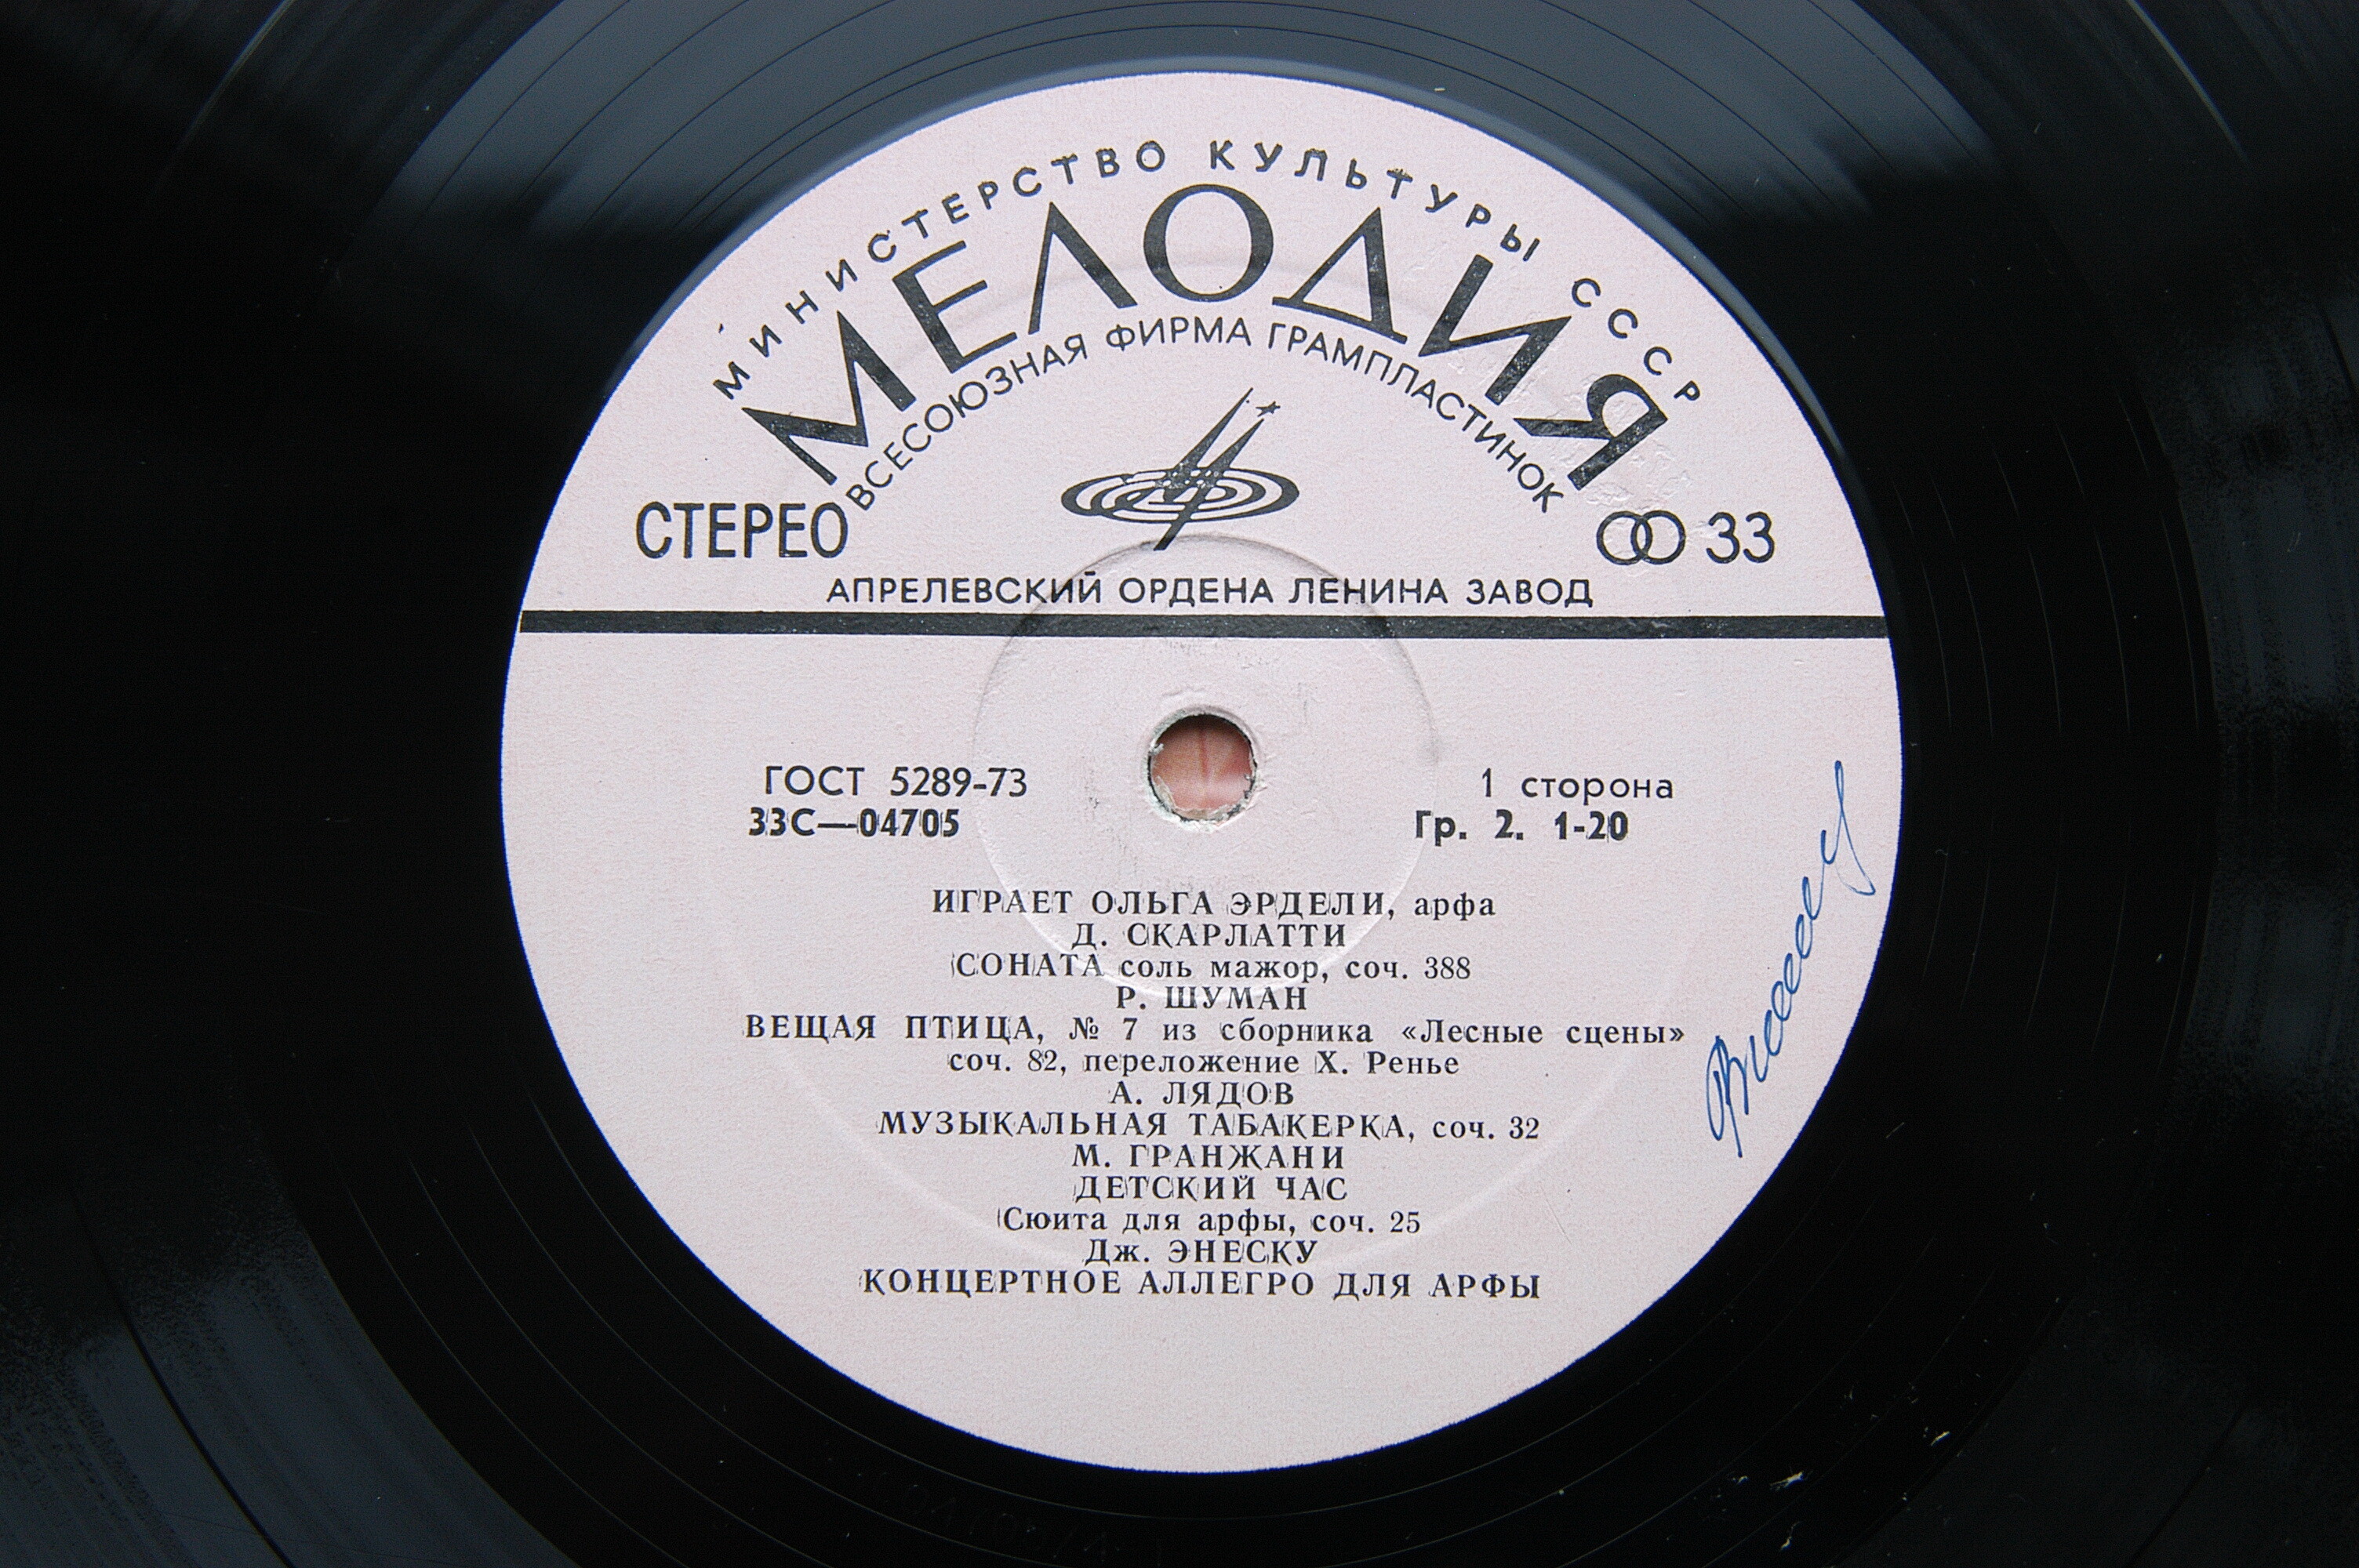 МИНИСТЕРСТВО КУЛЬТУРЫ СССР
МЕЛОДИЯ
ВСЕСОЮЗНАЯ ФИРМА ГРАМПЛАСТИНОК
СТЕРЕО
33
АПРЕЛЕВСКИЙ ОРДЕНА ЛЕНИНА ЗАВОД
ГОСТ 5289-73
1 сторона
33С—04705
Гр. 2. 1-20
ИГРАЕТ ОЛЬГА ЭРДЕЛИ, арфа
Д. СКАРЛАТТИ
СОНАТА соль мажор, соч. 388
Р. ШУМАН
ВЕЩАЯ ПТИЦА, № 7 из сборника «Лесные сцены»
соч. 82, переложение Х. Ренье
А. ЛЯДОВ
МУЗЫКАЛЬНАЯ ТАБАКЕРКА, соч. 32
М. ГРАНЖАНИ
ДЕТСКИЙ ЧАС
Сюита для арфы, соч. 25
Дж. ЭНЕСКУ
КОНЦЕРТНОЕ АЛЛЕГРО ДЛЯ АРФЫ